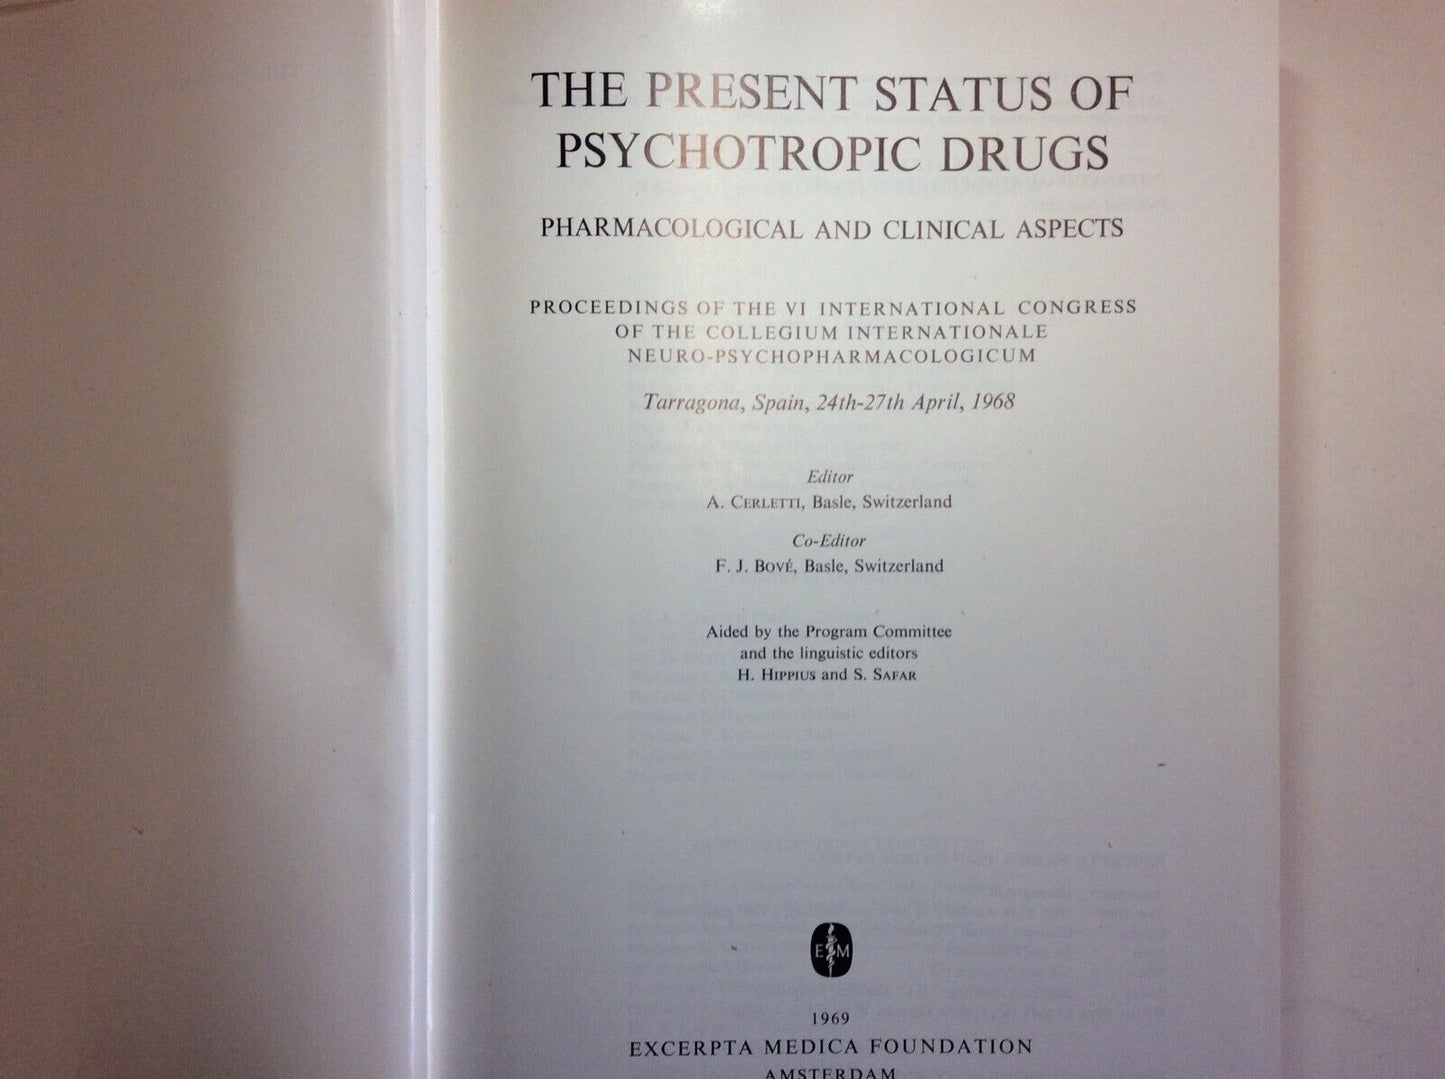 THE PRESENT STATUS OF
PSYCHOTROPIC DRUGS
PHARMACOLOGICAL AND CLINICAL ASPECTS
PROCEEDINGS OF THE VI INTERNATIONAL CONGRESS
OF THE COLLEGIUM INTERNATIONALE
NEURO-PSYCHOPHARMACOLOGICUM
Tarragona, Spain, 24th-27th April, 1968
Editor
A. CERLETTI, Basle, Switzerland
Co-Editor
F. J. BOVÉ, Basle, Switzerland
Aided by the Program Committee
and the linguistic editors
H. HIPPIUS and S. SAFAR
E M
1969
EXCERPTA MEDICA FOUNDATION
AMSTERDAM